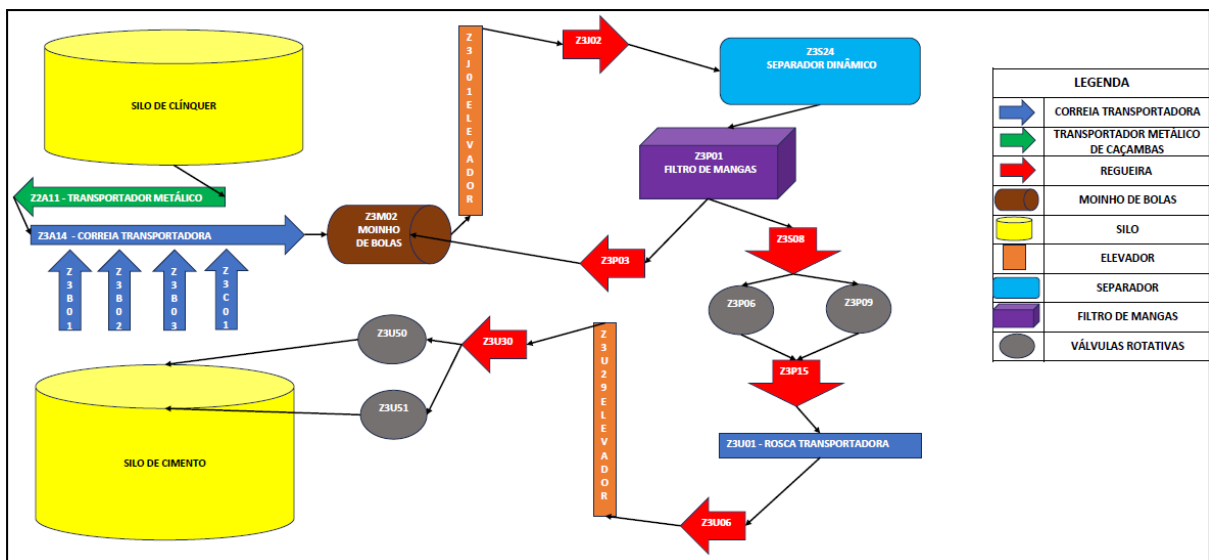 SILO DE CLÍNQUER
Z2A11 - TRANSPORTADOR METÁLICO
Z3A14 - CORREIA TRANSPORTADORA
Z3B01
Z3B02
Z3B03
Z3C01
Z3M02
MOINHO
DE BOLAS
Z3J01ELEVADOR
Z3J02
Z3S24
SEPARADOR DINÂMICO
Z3P01
FILTRO DE MANGAS
Z3P03
Z3S08
Z3P06
Z3P09
Z3P15
Z3U01 - ROSCA TRANSPORTADORA
Z3U06
Z3U29ELEVADOR
Z3U30
Z3U50
Z3U51
SILO DE CIMENTO
LEGENDA
CORREIA TRANSPORTADORA
TRANSPORTADOR METÁLICO
DE CAÇAMBAS
REGUEIRA
MOINHO DE BOLAS
SILO
ELEVADOR
SEPARADOR
FILTRO DE MANGAS
VÁLVULAS ROTATIVAS